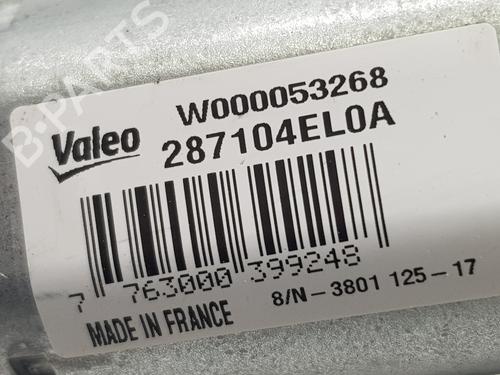 B-PARTS
Valeo
W000053268
287104EL0A
7 763000 399248
8/N-3801 125-17
MADE IN FRANCE